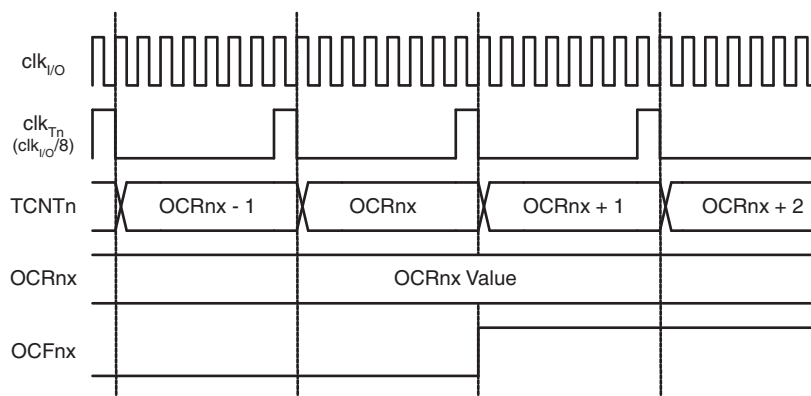 clkI/O
clkTn
(clkI/O/8)
TCNTn OCRnx - 1 OCRnx OCRnx + 1 OCRnx + 2
OCRnx OCRnx Value
OCFnx